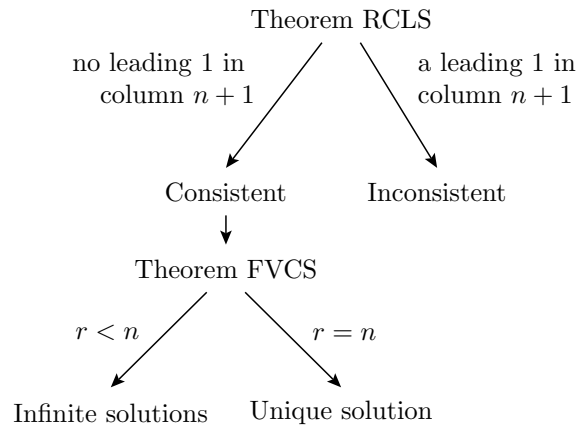 Theorem RCLS
no leading 1 in
column n + 1
a leading 1 in
column n + 1
Consistent
Inconsistent
Theorem FVCS
r < n
r = n
Infinite solutions
Unique solution